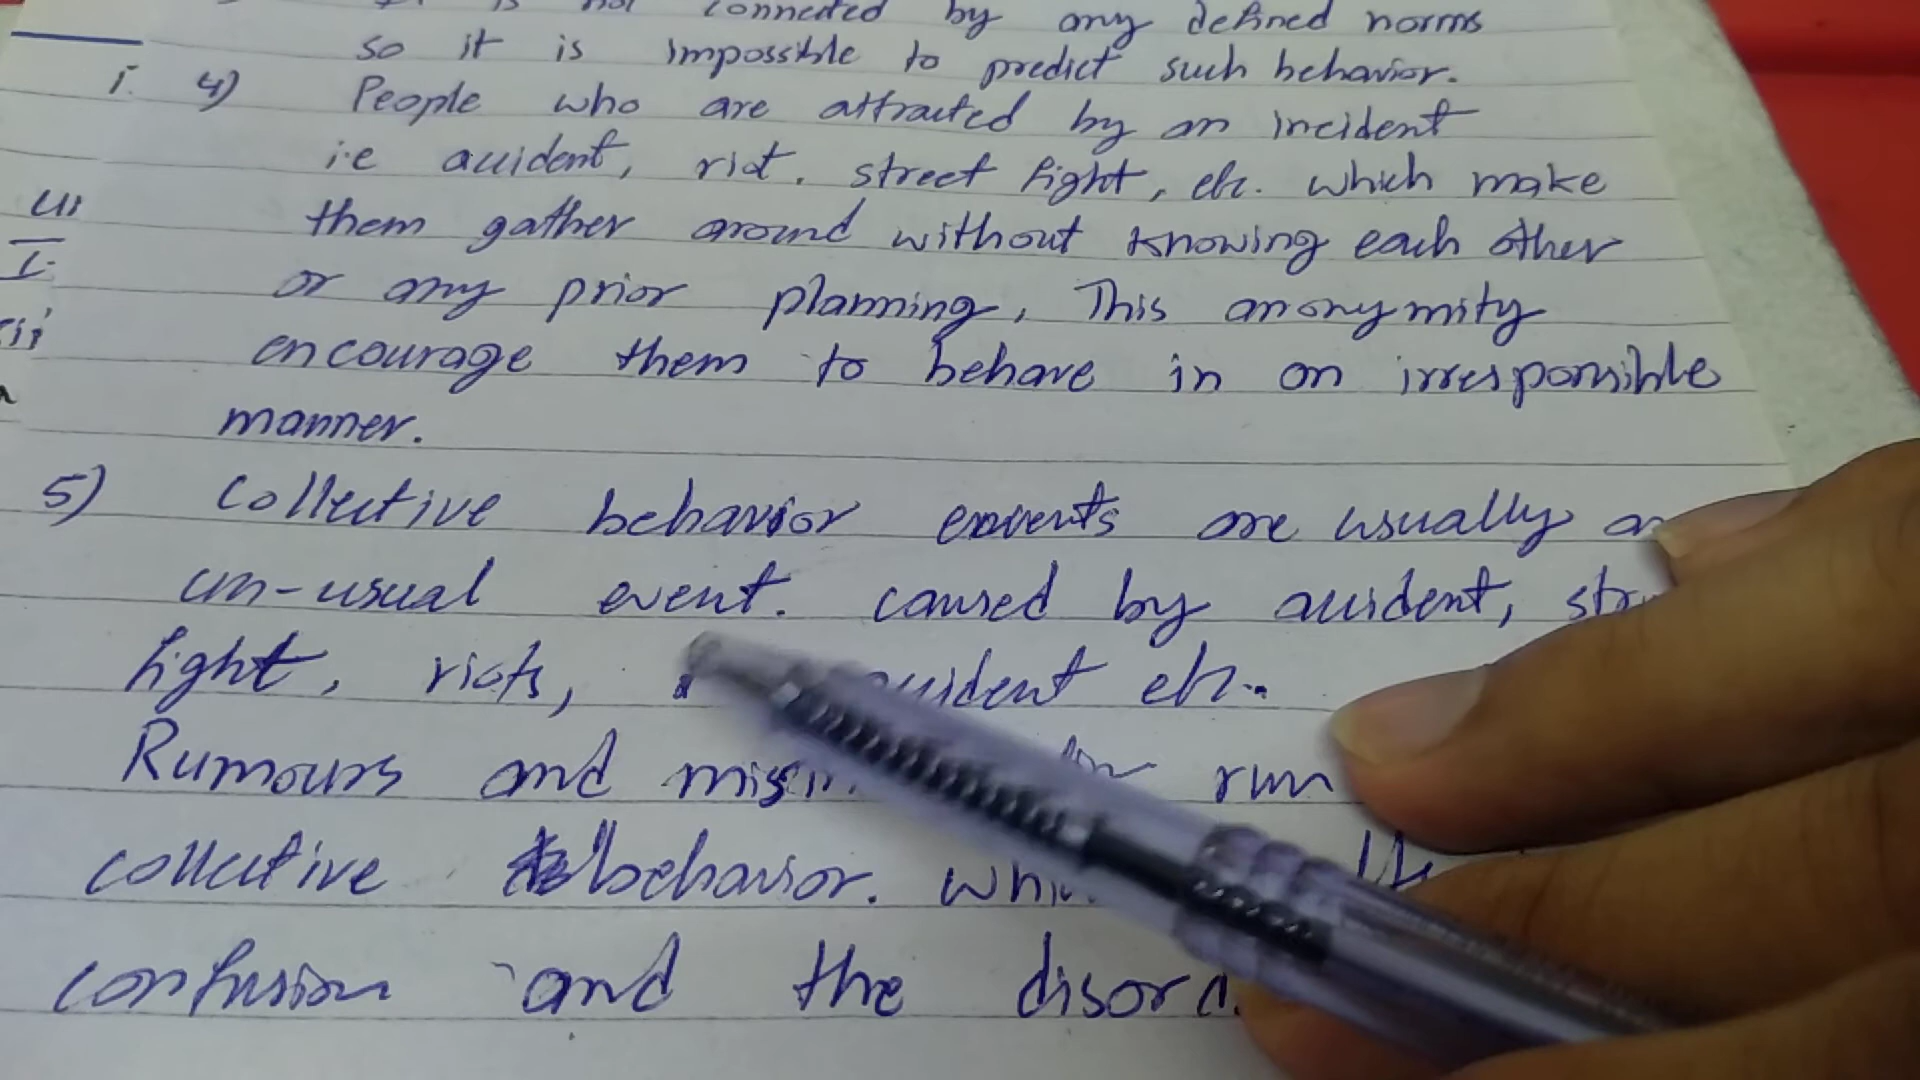 is not connected by any defined norms
so it is impossible to predict such behavior.
i. 4) People who are attracted by an incident
i.e accident, riot. street fight, etc. which make
them gather around without knowing each other
or any prior planning, This anonymity
encourage them to behave in an irresponsible
manner.
5) Collective behavior events are usually an
un-usual event. caused by accident,
fight, riots, etc..
Rumours and run
collective behavior.
confusion and the